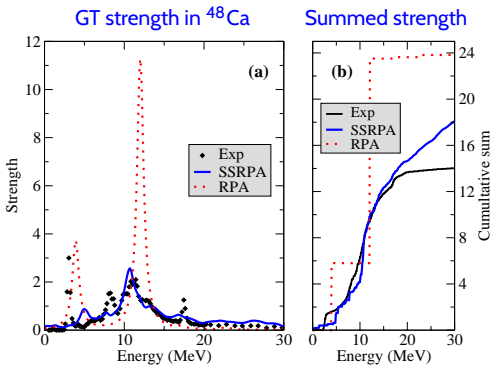 GT strength in ⁴⁸Ca
Summed strength
12
10
8
6
4
2
0
Strength
(a)
Exp
SSRPA
RPA
0
10
20
30
Energy (MeV)
(b)
Exp
SSRPA
RPA
24
20
16
12
8
4
0
Cumulative sum
0
10
20
30
Energy (MeV)